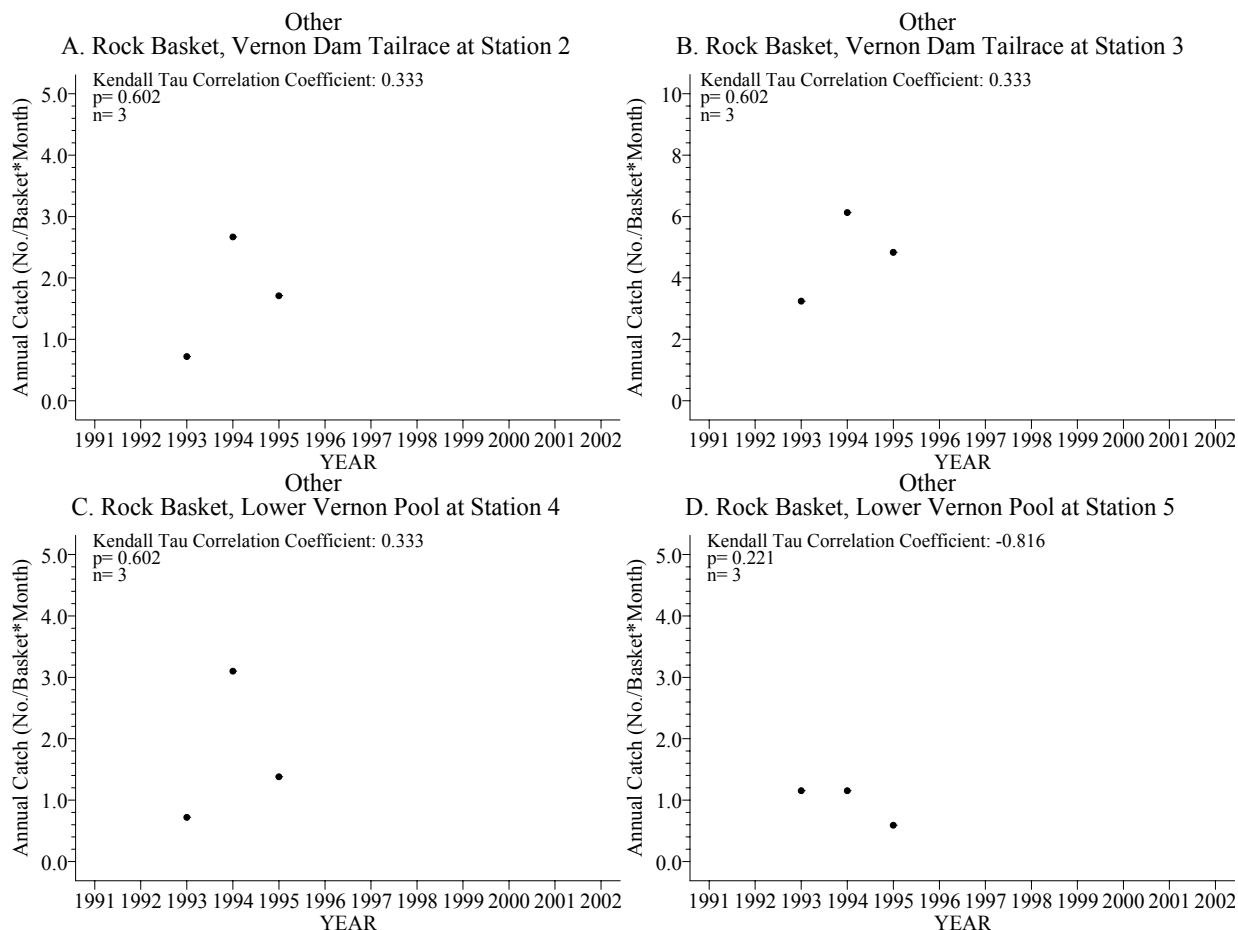 Other
A. Rock Basket, Vernon Dam Tailrace at Station 2
Kendall Tau Correlation Coefficient: 0.333
p= 0.602
n= 3
Annual Catch (No./Basket*Month)
5.0
4.0
3.0
2.0
1.0
0.0
1991 1992 1993 1994 1995 1996 1997 1998 1999 2000 2001 2002
YEAR
Other
B. Rock Basket, Vernon Dam Tailrace at Station 3
Kendall Tau Correlation Coefficient: 0.333
p= 0.602
n= 3
Annual Catch (No./Basket*Month)
10
8
6
4
2
0
1991 1992 1993 1994 1995 1996 1997 1998 1999 2000 2001 2002
YEAR
Other
C. Rock Basket, Lower Vernon Pool at Station 4
Kendall Tau Correlation Coefficient: 0.333
p= 0.602
n= 3
Annual Catch (No./Basket*Month)
5.0
4.0
3.0
2.0
1.0
0.0
1991 1992 1993 1994 1995 1996 1997 1998 1999 2000 2001 2002
YEAR
Other
D. Rock Basket, Lower Vernon Pool at Station 5
Kendall Tau Correlation Coefficient: -0.816
p= 0.221
n= 3
Annual Catch (No./Basket*Month)
5.0
4.0
3.0
2.0
1.0
0.0
1991 1992 1993 1994 1995 1996 1997 1998 1999 2000 2001 2002
YEAR